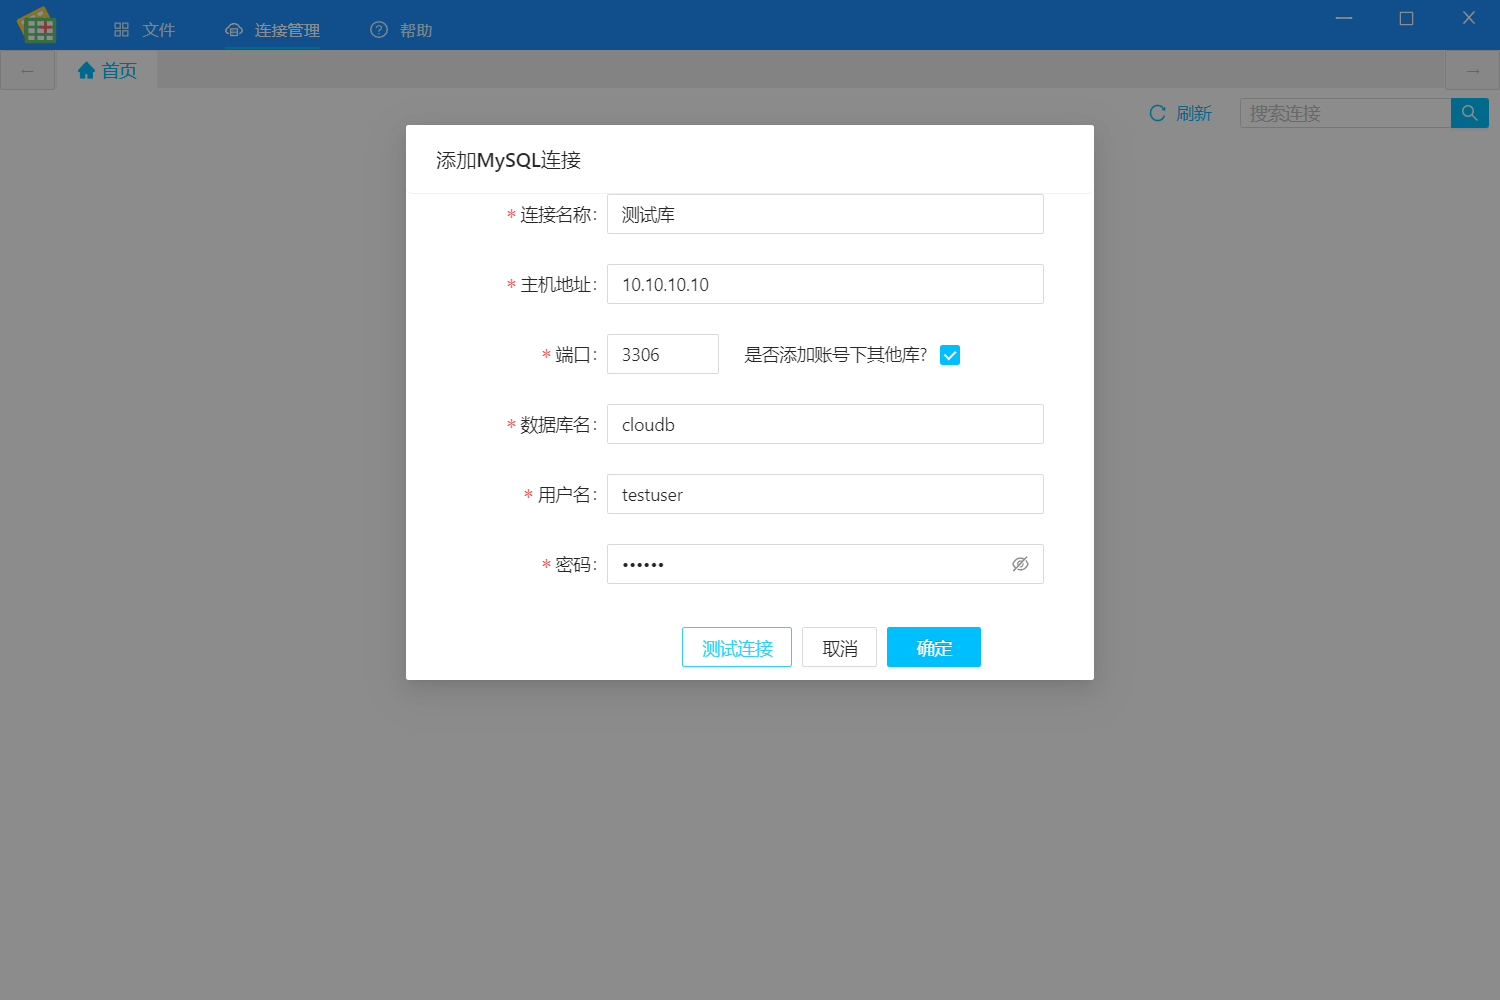 文件 连接管理 帮助
← 首页 →
刷新 搜索连接
添加MySQL连接
* 连接名称: 测试库
* 主机地址: 10.10.10.10
* 端口: 3306 是否添加账号下其他库?
* 数据库名: cloudb
* 用户名: testuser
* 密码: ••••••
测试连接 取消 确定